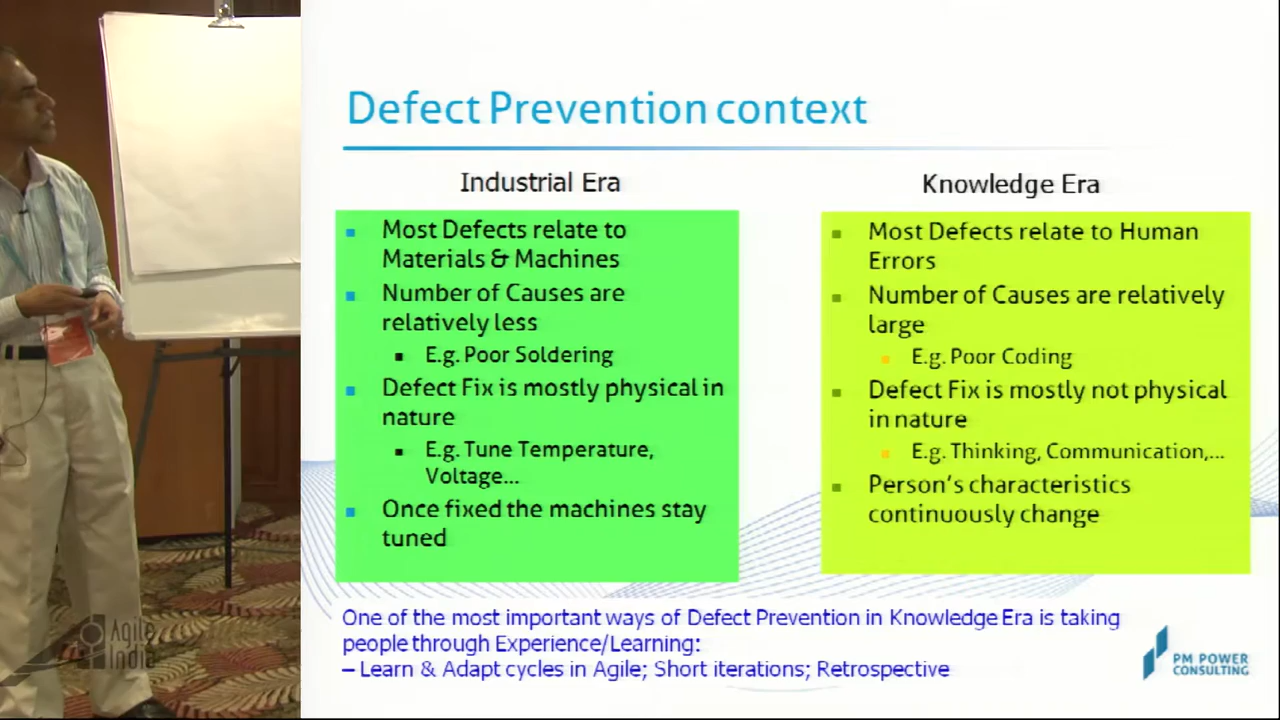 Defect Prevention context
Industrial Era
Most Defects relate to
Materials & Machines
Number of Causes are
relatively less
E.g. Poor Soldering
Defect Fix is mostly physical in
nature
E.g. Tune Temperature,
Voltage...
Once fixed the machines stay
tuned
Knowledge Era
Most Defects relate to Human
Errors
Number of Causes are relatively
large
E.g. Poor Coding
Defect Fix is mostly not physical
in nature
E.g. Thinking, Communication,...
Person's characteristics
continuously change
One of the most important ways of Defect Prevention in Knowledge Era is taking
people through Experience/Learning:
– Learn & Adapt cycles in Agile; Short iterations; Retrospective
PM POWER
CONSULTING
Agile
India